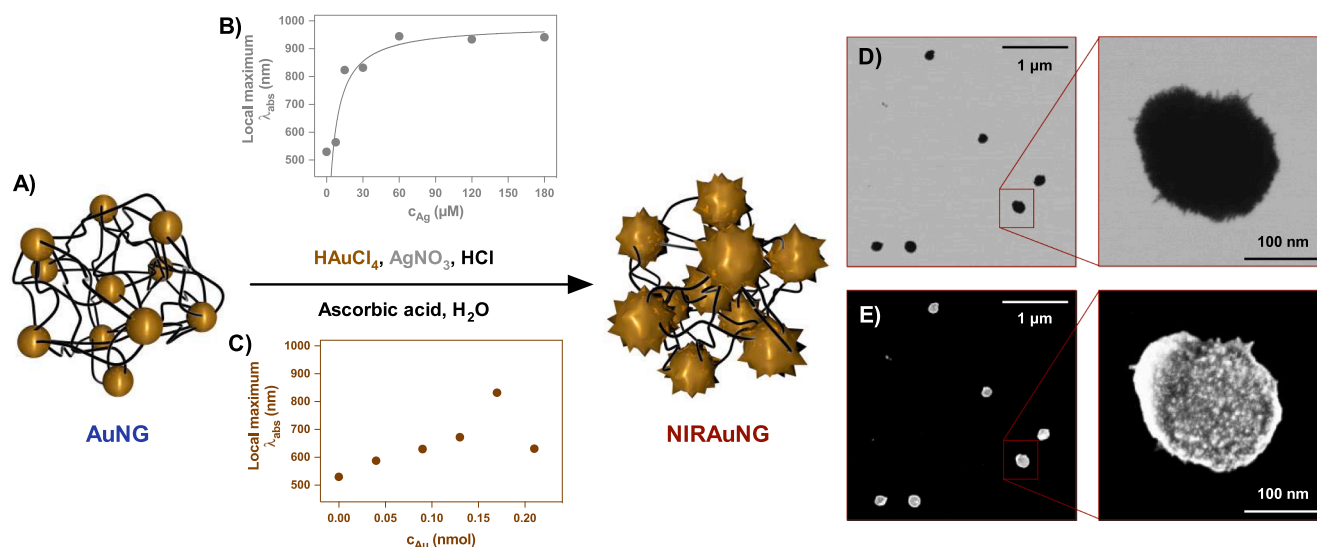 A)
AuNG
B)
Local maximum
λabs (nm)
1000
900
800
700
600
500
0 30 60 90 120 150 180
cAg (µM)
HAuCl4, AgNO3, HCl
Ascorbic acid, H2O
C)
Local maximum
λabs (nm)
1000
900
800
700
600
500
0.00 0.05 0.10 0.15 0.20
cAu (nmol)
NIRAuNG
D)
1 µm
100 nm
E)
1 µm
100 nm